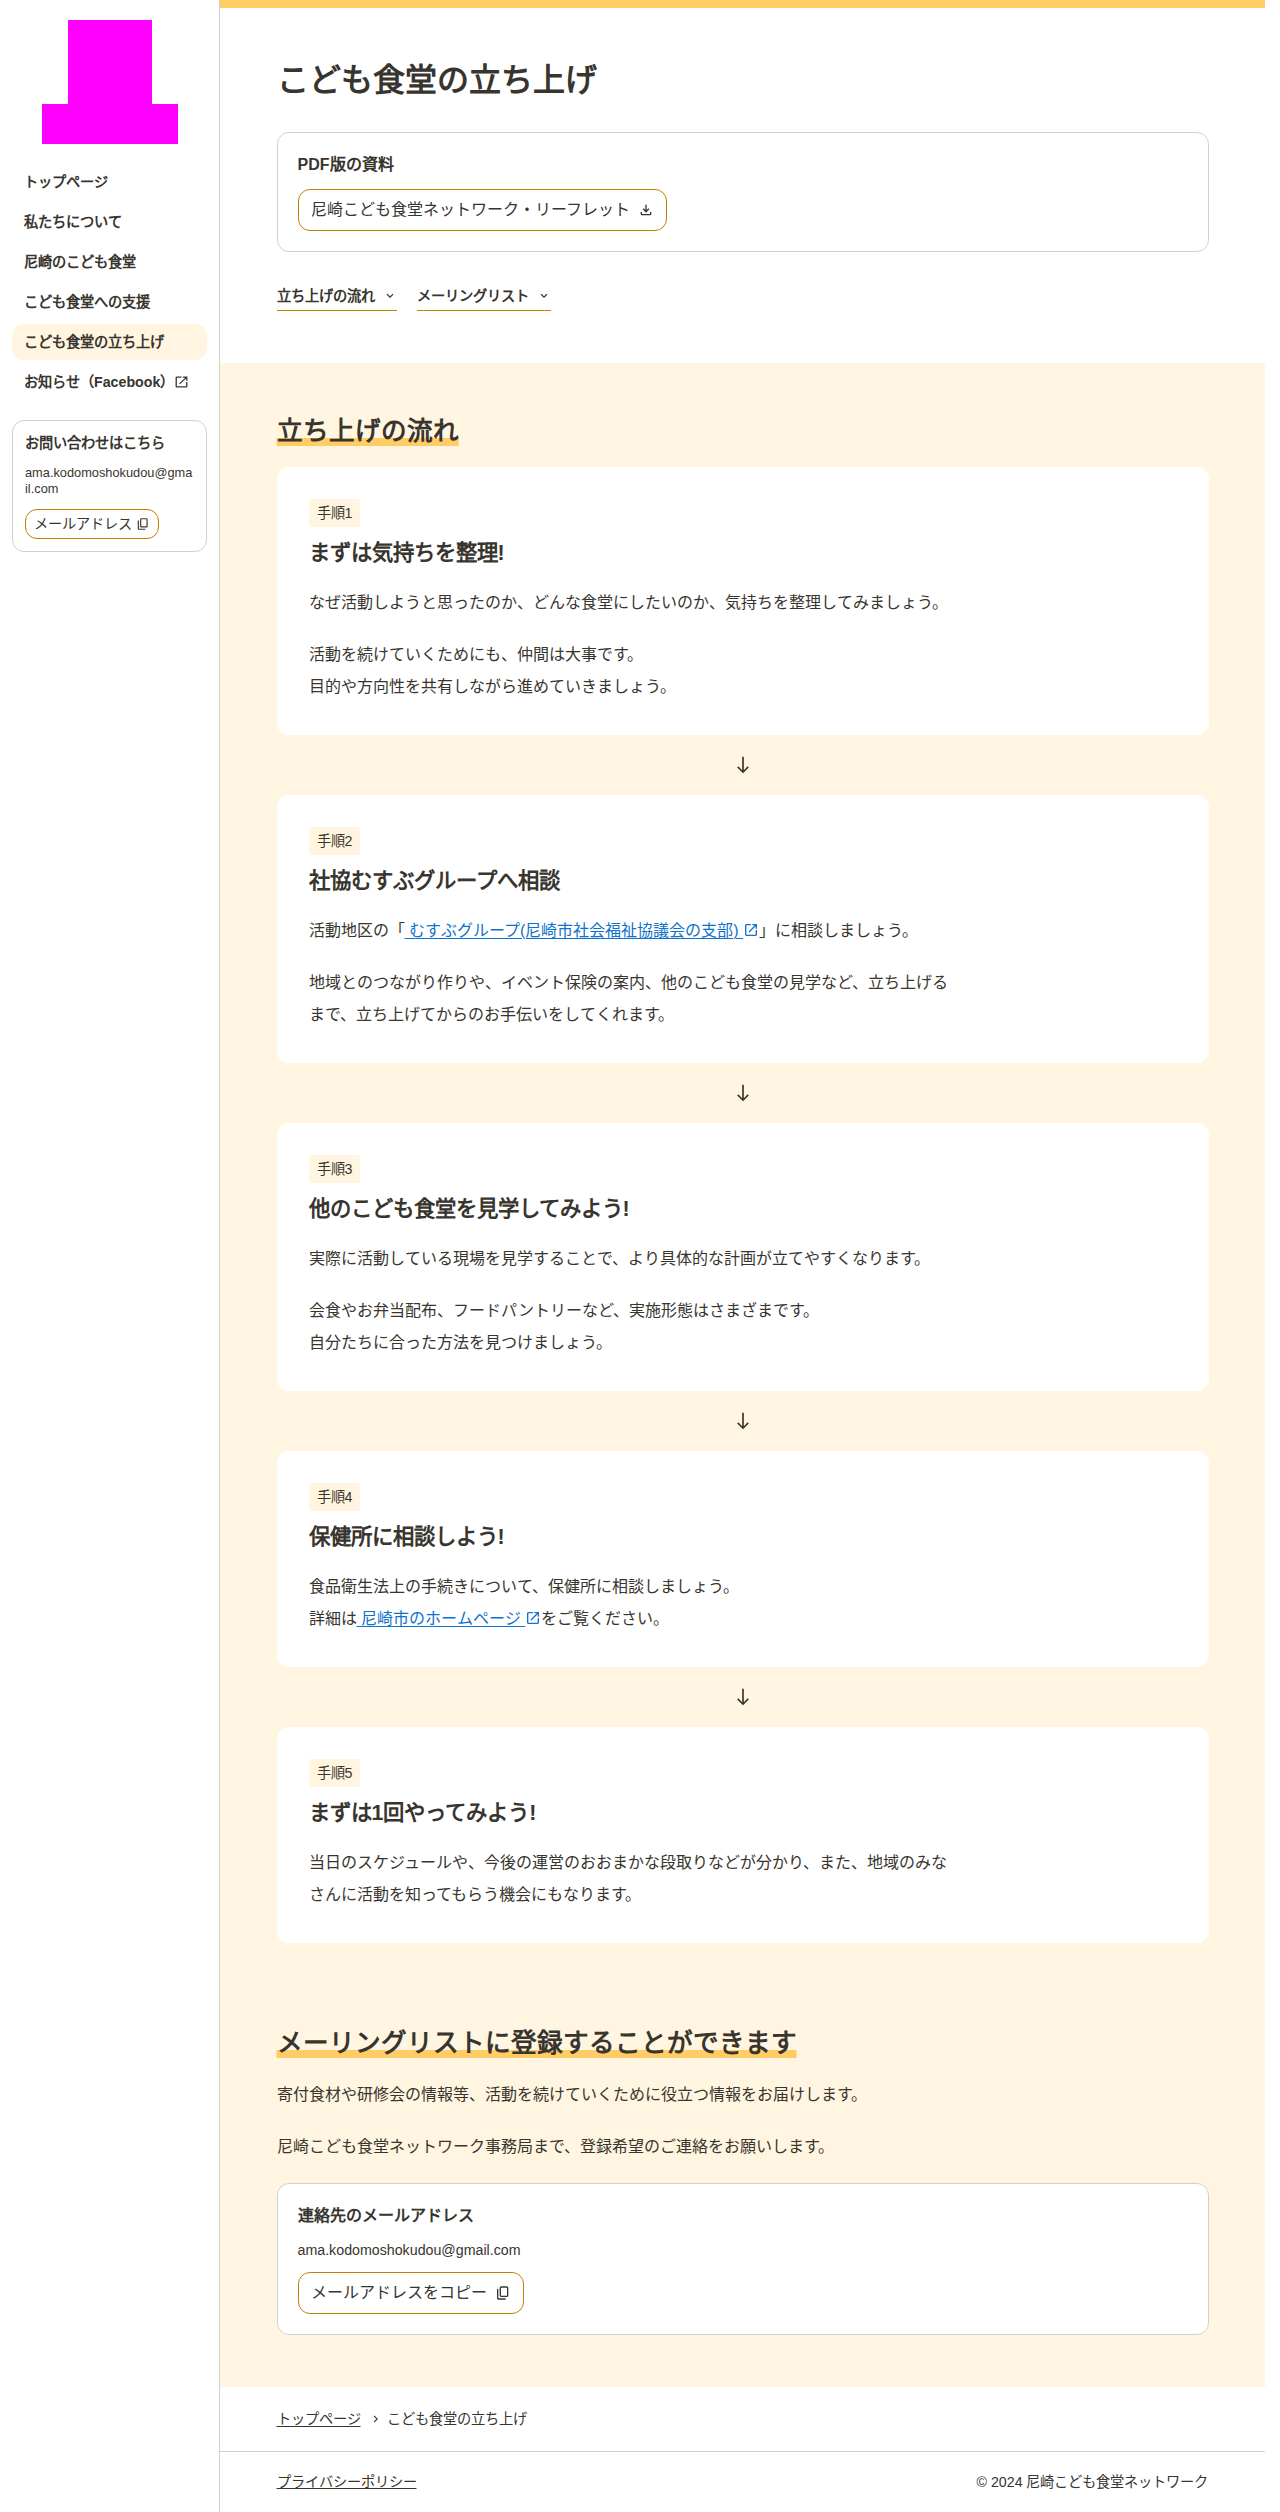 トップページ
私たちについて
尼崎のこども食堂
こども食堂への支援
こども食堂の立ち上げ
お知らせ（Facebook）
お問い合わせはこちら
ama.kodomoshokudou@gma
il.com
メールアドレス
こども食堂の立ち上げ
PDF版の資料
尼崎こども食堂ネットワーク・リーフレット
立ち上げの流れ
メーリングリスト
立ち上げの流れ
手順1
まずは気持ちを整理!
なぜ活動しようと思ったのか、どんな食堂にしたいのか、気持ちを整理してみましょう。
活動を続けていくためにも、仲間は大事です。
目的や方向性を共有しながら進めていきましょう。
手順2
社協むすぶグループへ相談
活動地区の「 むすぶグループ(尼崎市社会福祉協議会の支部) 」に相談しましょう。
地域とのつながり作りや、イベント保険の案内、他のこども食堂の見学など、立ち上げる
まで、立ち上げてからのお手伝いをしてくれます。
手順3
他のこども食堂を見学してみよう!
実際に活動している現場を見学することで、より具体的な計画が立てやすくなります。
会食やお弁当配布、フードパントリーなど、実施形態はさまざまです。
自分たちに合った方法を見つけましょう。
手順4
保健所に相談しよう!
食品衛生法上の手続きについて、保健所に相談しましょう。
詳細は 尼崎市のホームページ をご覧ください。
手順5
まずは1回やってみよう!
当日のスケジュールや、今後の運営のおおまかな段取りなどが分かり、また、地域のみな
さんに活動を知ってもらう機会にもなります。
メーリングリストに登録することができます
寄付食材や研修会の情報等、活動を続けていくために役立つ情報をお届けします。
尼崎こども食堂ネットワーク事務局まで、登録希望のご連絡をお願いします。
連絡先のメールアドレス
ama.kodomoshokudou@gmail.com
メールアドレスをコピー
トップページ › こども食堂の立ち上げ
プライバシーポリシー
© 2024 尼崎こども食堂ネットワーク